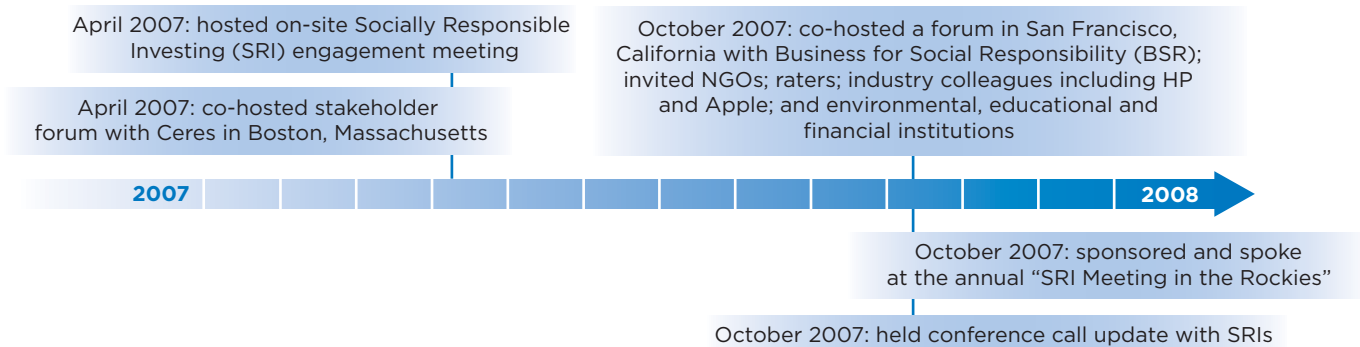 April 2007: hosted on-site Socially Responsible
Investing (SRI) engagement meeting
April 2007: co-hosted stakeholder
forum with Ceres in Boston, Massachusetts
October 2007: co-hosted a forum in San Francisco,
California with Business for Social Responsibility (BSR);
invited NGOs; raters; industry colleagues including HP
and Apple; and environmental, educational and
financial institutions
2007
2008
October 2007: sponsored and spoke
at the annual “SRI Meeting in the Rockies”
October 2007: held conference call update with SRIs